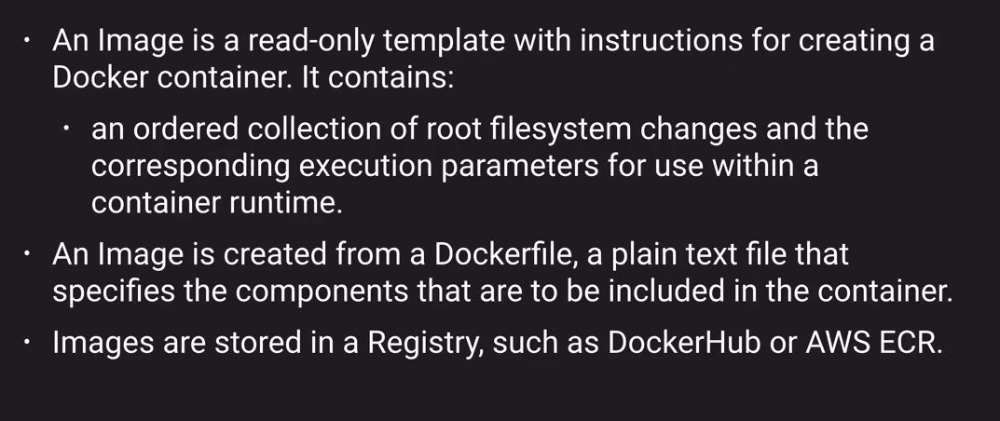 • An Image is a read-only template with instructions for creating a
Docker container. It contains:
• an ordered collection of root filesystem changes and the
corresponding execution parameters for use within a
container runtime.
• An Image is created from a Dockerfile, a plain text file that
specifies the components that are to be included in the container.
• Images are stored in a Registry, such as DockerHub or AWS ECR.